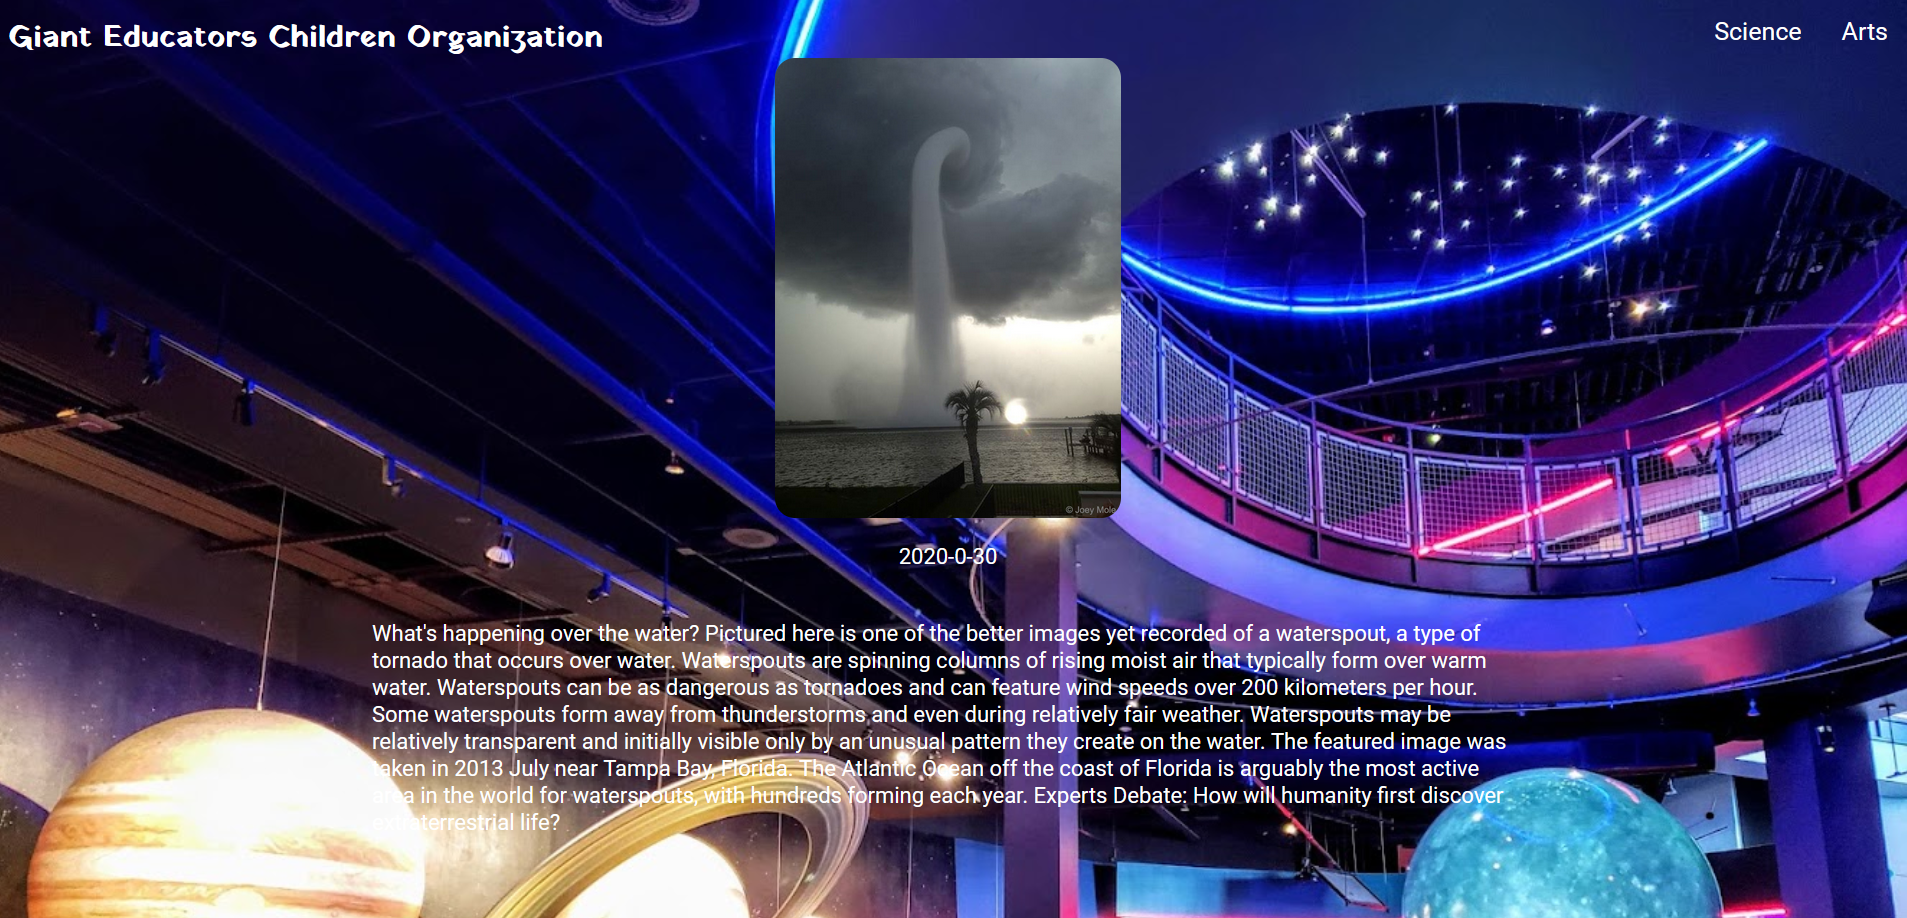 Giant Educators Children Organization
Science Arts
© Joey Mole
2020-0-30
What's happening over the water? Pictured here is one of the better images yet recorded of a waterspout, a type of
tornado that occurs over water. Waterspouts are spinning columns of rising moist air that typically form over warm
water. Waterspouts can be as dangerous as tornadoes and can feature wind speeds over 200 kilometers per hour.
Some waterspouts form away from thunderstorms and even during relatively fair weather. Waterspouts may be
relatively transparent and initially visible only by an unusual pattern they create on the water. The featured image was
taken in 2013 July near Tampa Bay, Florida. The Atlantic Ocean off the coast of Florida is arguably the most active
area in the world for waterspouts, with hundreds forming each year. Experts Debate: How will humanity first discover
extraterrestrial life?